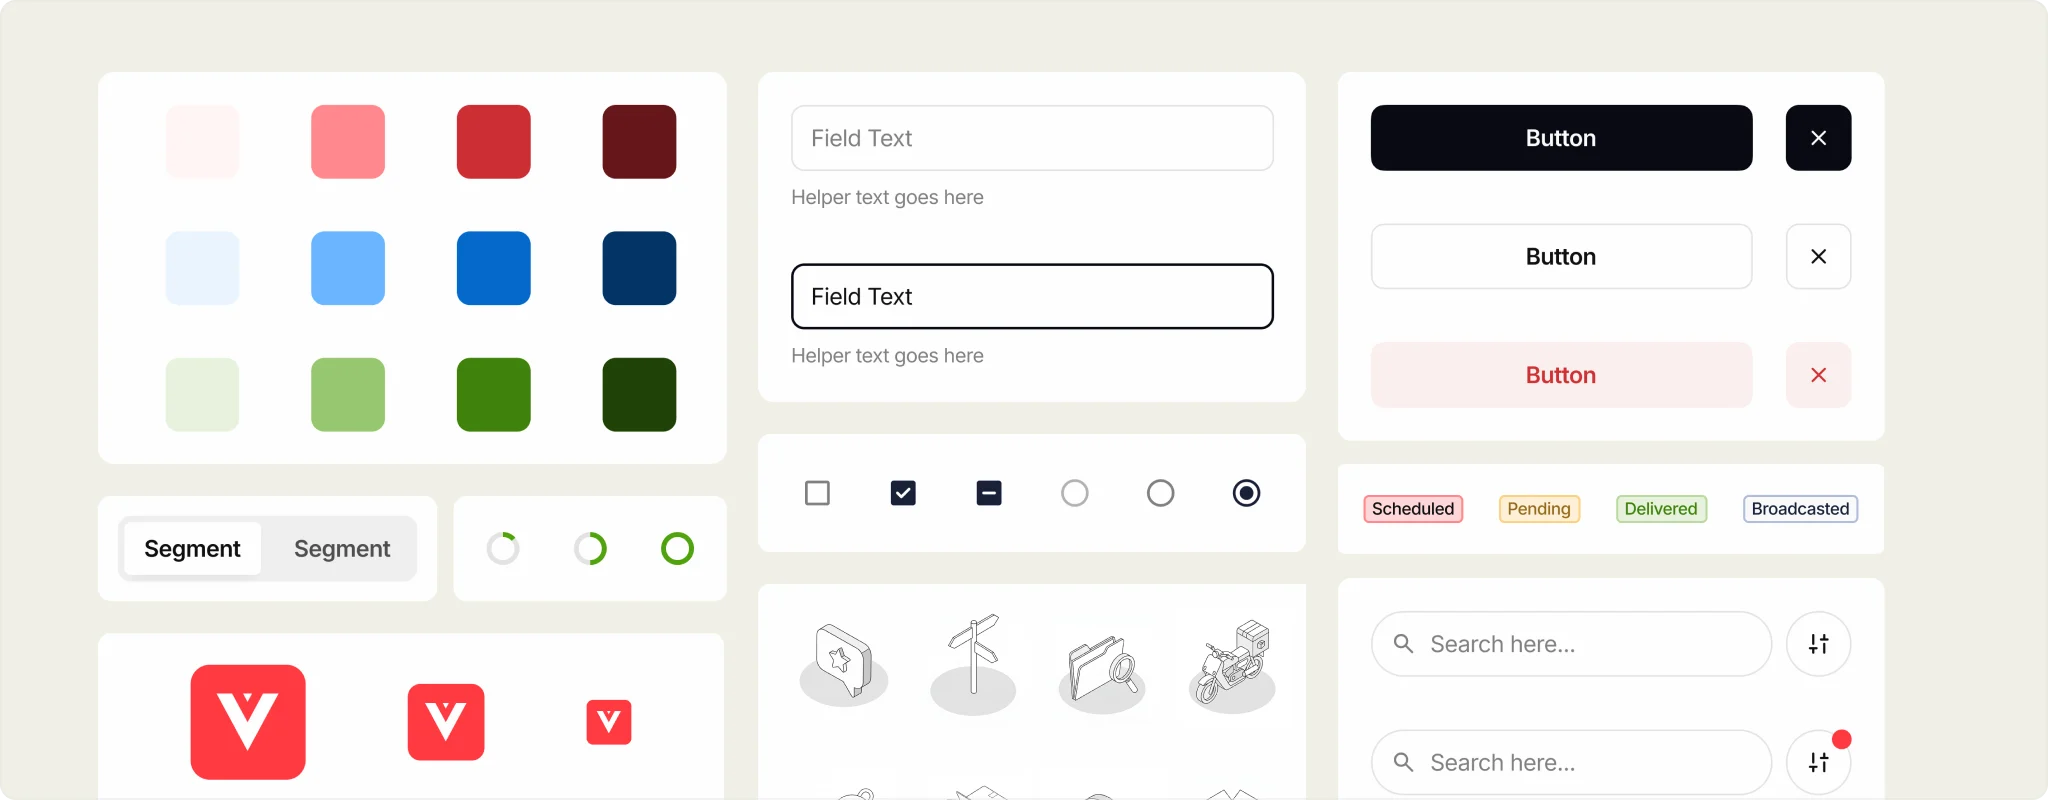 Segment
Segment
Field Text
Helper text goes here
Field Text
Helper text goes here
Button
Button
Button
Scheduled
Pending
Delivered
Broadcasted
Search here...
Search here...